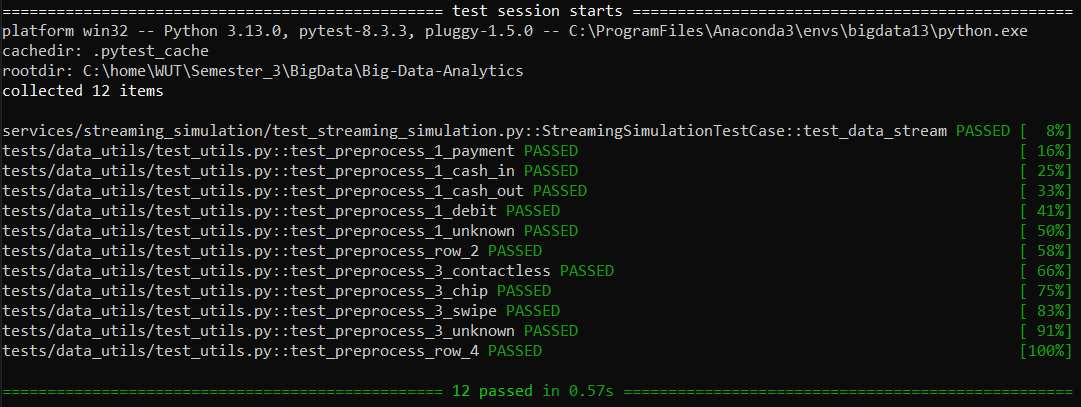 ================================================= test session starts =================================================
platform win32 -- Python 3.13.0, pytest-8.3.3, pluggy-1.5.0 -- C:\ProgramFiles\Anaconda3\envs\bigdata13\python.exe
cachedir: .pytest_cache
rootdir: C:\home\WUT\Semester_3\BigData\Big-Data-Analytics
collected 12 items
services/streaming_simulation/test_streaming_simulation.py::StreamingSimulationTestCase::test_data_stream PASSED [  8%]
tests/data_utils/test_utils.py::test_preprocess_1_payment PASSED [ 16%]
tests/data_utils/test_utils.py::test_preprocess_1_cash_in PASSED [ 25%]
tests/data_utils/test_utils.py::test_preprocess_1_cash_out PASSED [ 33%]
tests/data_utils/test_utils.py::test_preprocess_1_debit PASSED [ 41%]
tests/data_utils/test_utils.py::test_preprocess_1_unknown PASSED [ 50%]
tests/data_utils/test_utils.py::test_preprocess_row_2 PASSED [ 58%]
tests/data_utils/test_utils.py::test_preprocess_3_contactless PASSED [ 66%]
tests/data_utils/test_utils.py::test_preprocess_3_chip PASSED [ 75%]
tests/data_utils/test_utils.py::test_preprocess_3_swipe PASSED [ 83%]
tests/data_utils/test_utils.py::test_preprocess_3_unknown PASSED [ 91%]
tests/data_utils/test_utils.py::test_preprocess_row_4 PASSED [100%]
================================================= 12 passed in 0.57s ==================================================